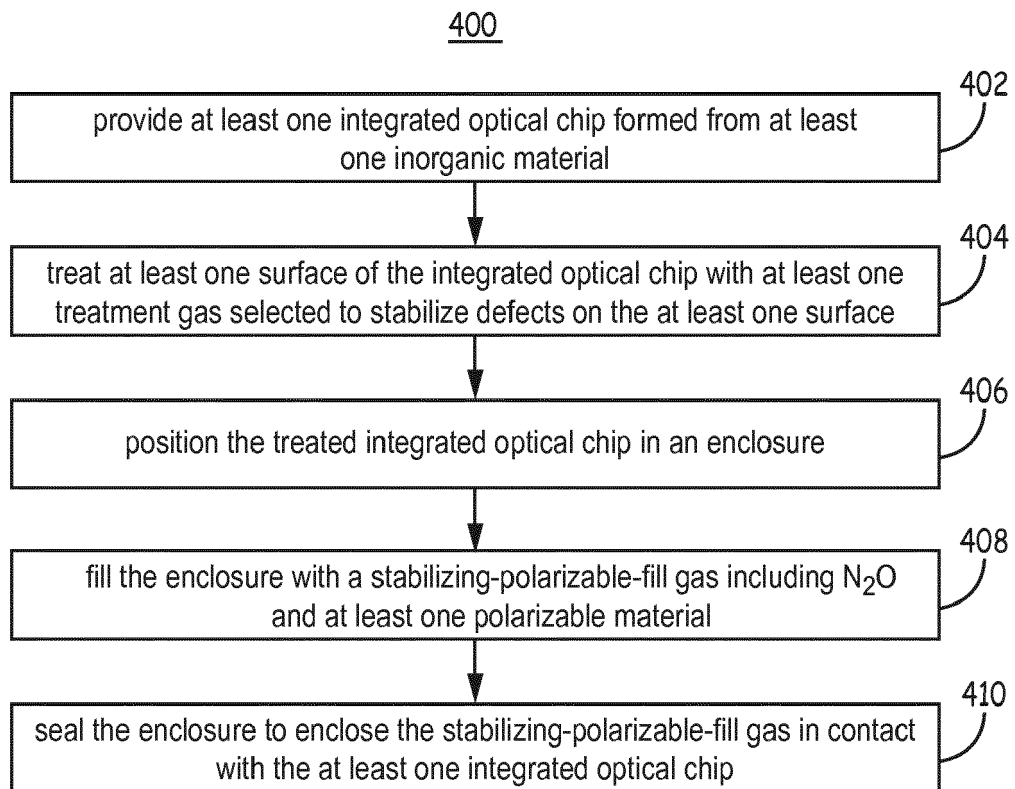 400
402
provide at least one integrated optical chip formed from at least
one inorganic material
404
treat at least one surface of the integrated optical chip with at least one
treatment gas selected to stabilize defects on the at least one surface
406
position the treated integrated optical chip in an enclosure
408
fill the enclosure with a stabilizing-polarizable-fill gas including N₂O
and at least one polarizable material
410
seal the enclosure to enclose the stabilizing-polarizable-fill gas in contact
with the at least one integrated optical chip